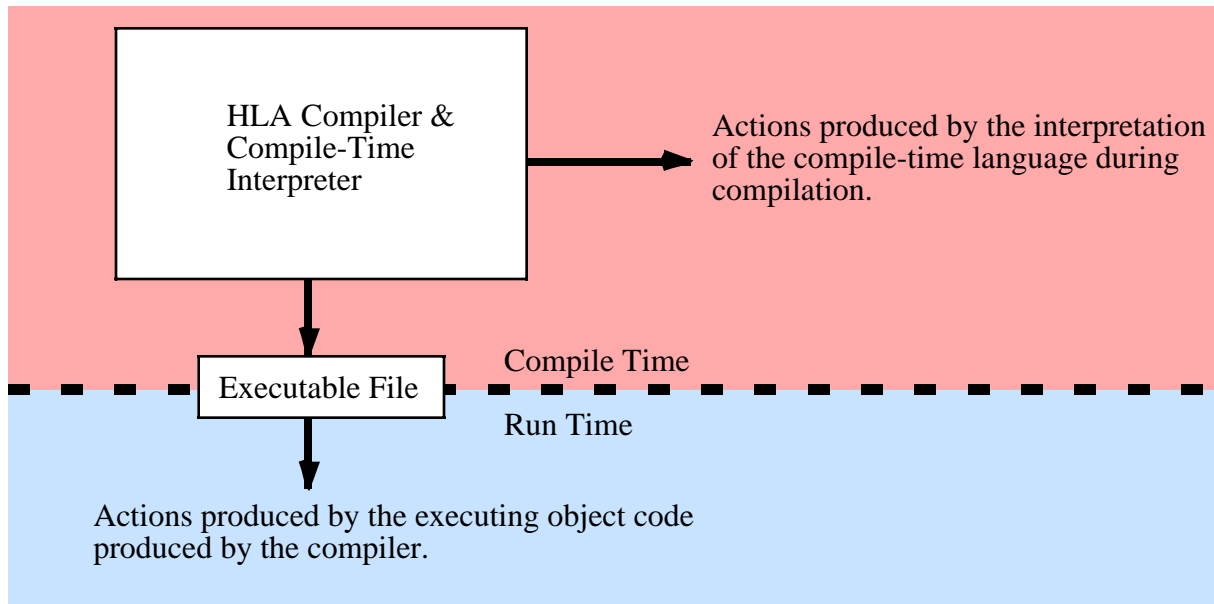 HLA Compiler &
Compile-Time
Interpreter
Actions produced by the interpretation
of the compile-time language during
compilation.
Compile Time
Executable File
Run Time
Actions produced by the executing object code
produced by the compiler.